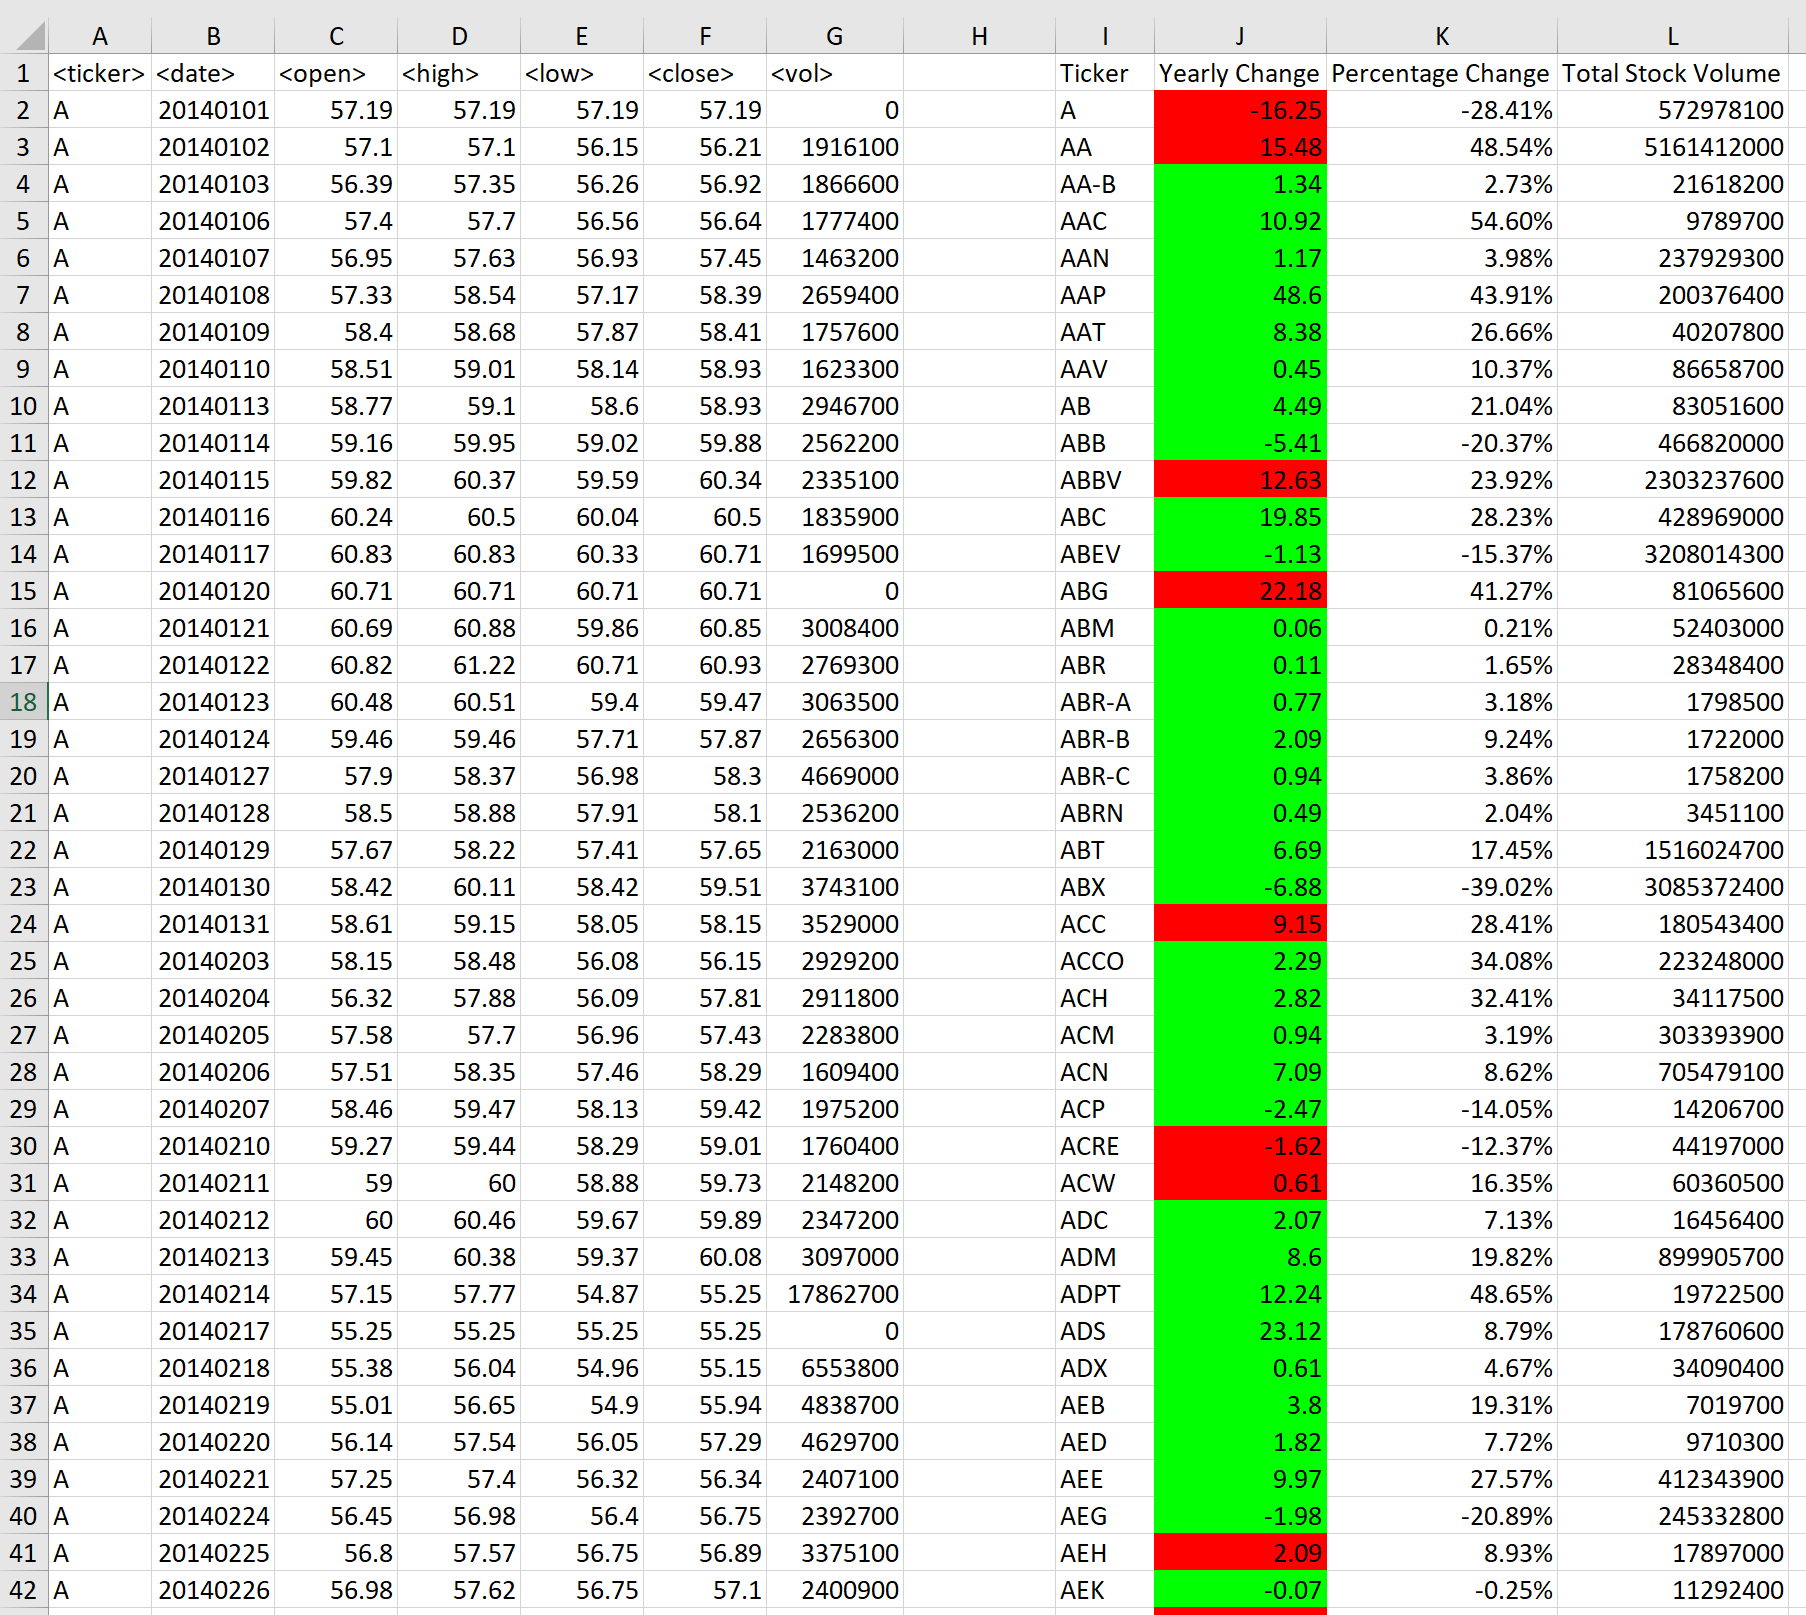 A B C D E F G H I J K L
1 <ticker> <date> <open> <high> <low> <close> <vol> Ticker Yearly Change Percentage Change Total Stock Volume
2 A 20140101 57.19 57.19 57.19 57.19 0 A -16.25 -28.41% 572978100
3 A 20140102 57.1 57.1 56.15 56.21 1916100 AA 15.48 48.54% 5161412000
4 A 20140103 56.39 57.35 56.26 56.92 1866600 AA-B 1.34 2.73% 21618200
5 A 20140106 57.4 57.7 56.56 56.64 1777400 AAC 10.92 54.60% 9789700
6 A 20140107 56.95 57.63 56.93 57.45 1463200 AAN 1.17 3.98% 237929300
7 A 20140108 57.33 58.54 57.17 58.39 2659400 AAP 48.6 43.91% 200376400
8 A 20140109 58.4 58.68 57.87 58.41 1757600 AAT 8.38 26.66% 40207800
9 A 20140110 58.51 59.01 58.14 58.93 1623300 AAV 0.45 10.37% 86658700
10 A 20140113 58.77 59.1 58.6 58.93 2946700 AB 4.49 21.04% 83051600
11 A 20140114 59.16 59.95 59.02 59.88 2562200 ABB -5.41 -20.37% 466820000
12 A 20140115 59.82 60.37 59.59 60.34 2335100 ABBV 12.63 23.92% 2303237600
13 A 20140116 60.24 60.5 60.04 60.5 1835900 ABC 19.85 28.23% 428969000
14 A 20140117 60.83 60.83 60.33 60.71 1699500 ABEV -1.13 -15.37% 3208014300
15 A 20140120 60.71 60.71 60.71 60.71 0 ABG 22.18 41.27% 81065600
16 A 20140121 60.69 60.88 59.86 60.85 3008400 ABM 0.06 0.21% 52403000
17 A 20140122 60.82 61.22 60.71 60.93 2769300 ABR 0.11 1.65% 28348400
18 A 20140123 60.48 60.51 59.4 59.47 3063500 ABR-A 0.77 3.18% 1798500
19 A 20140124 59.46 59.46 57.71 57.87 2656300 ABR-B 2.09 9.24% 1722000
20 A 20140127 57.9 58.37 56.98 58.3 4669000 ABR-C 0.94 3.86% 1758200
21 A 20140128 58.5 58.88 57.91 58.1 2536200 ABRN 0.49 2.04% 3451100
22 A 20140129 57.67 58.22 57.41 57.65 2163000 ABT 6.69 17.45% 1516024700
23 A 20140130 58.42 60.11 58.42 59.51 3743100 ABX -6.88 -39.02% 3085372400
24 A 20140131 58.61 59.15 58.05 58.15 3529000 ACC 9.15 28.41% 180543400
25 A 20140203 58.15 58.48 56.08 56.15 2929200 ACCO 2.29 34.08% 223248000
26 A 20140204 56.32 57.88 56.09 57.81 2911800 ACH 2.82 32.41% 34117500
27 A 20140205 57.58 57.7 56.96 57.43 2283800 ACM 0.94 3.19% 303393900
28 A 20140206 57.51 58.35 57.46 58.29 1609400 ACN 7.09 8.62% 705479100
29 A 20140207 58.46 59.47 58.13 59.42 1975200 ACP -2.47 -14.05% 14206700
30 A 20140210 59.27 59.44 58.29 59.01 1760400 ACRE -1.62 -12.37% 44197000
31 A 20140211 59 60 58.88 59.73 2148200 ACW 0.61 16.35% 60360500
32 A 20140212 60 60.46 59.67 59.89 2347200 ADC 2.07 7.13% 16456400
33 A 20140213 59.45 60.38 59.37 60.08 3097000 ADM 8.6 19.82% 899905700
34 A 20140214 57.15 57.77 54.87 55.25 17862700 ADPT 12.24 48.65% 19722500
35 A 20140217 55.25 55.25 55.25 55.25 0 ADS 23.12 8.79% 178760600
36 A 20140218 55.38 56.04 54.96 55.15 6553800 ADX 0.61 4.67% 34090400
37 A 20140219 55.01 56.65 54.9 55.94 4838700 AEB 3.8 19.31% 7019700
38 A 20140220 56.14 57.54 56.05 57.29 4629700 AED 1.82 7.72% 9710300
39 A 20140221 57.25 57.4 56.32 56.34 2407100 AEE 9.97 27.57% 412343900
40 A 20140224 56.45 56.98 56.4 56.75 2392700 AEG -1.98 -20.89% 245332800
41 A 20140225 56.8 57.57 56.75 56.89 3375100 AEH 2.09 8.93% 17897000
42 A 20140226 56.98 57.62 56.75 57.1 2400900 AEK -0.07 -0.25% 11292400